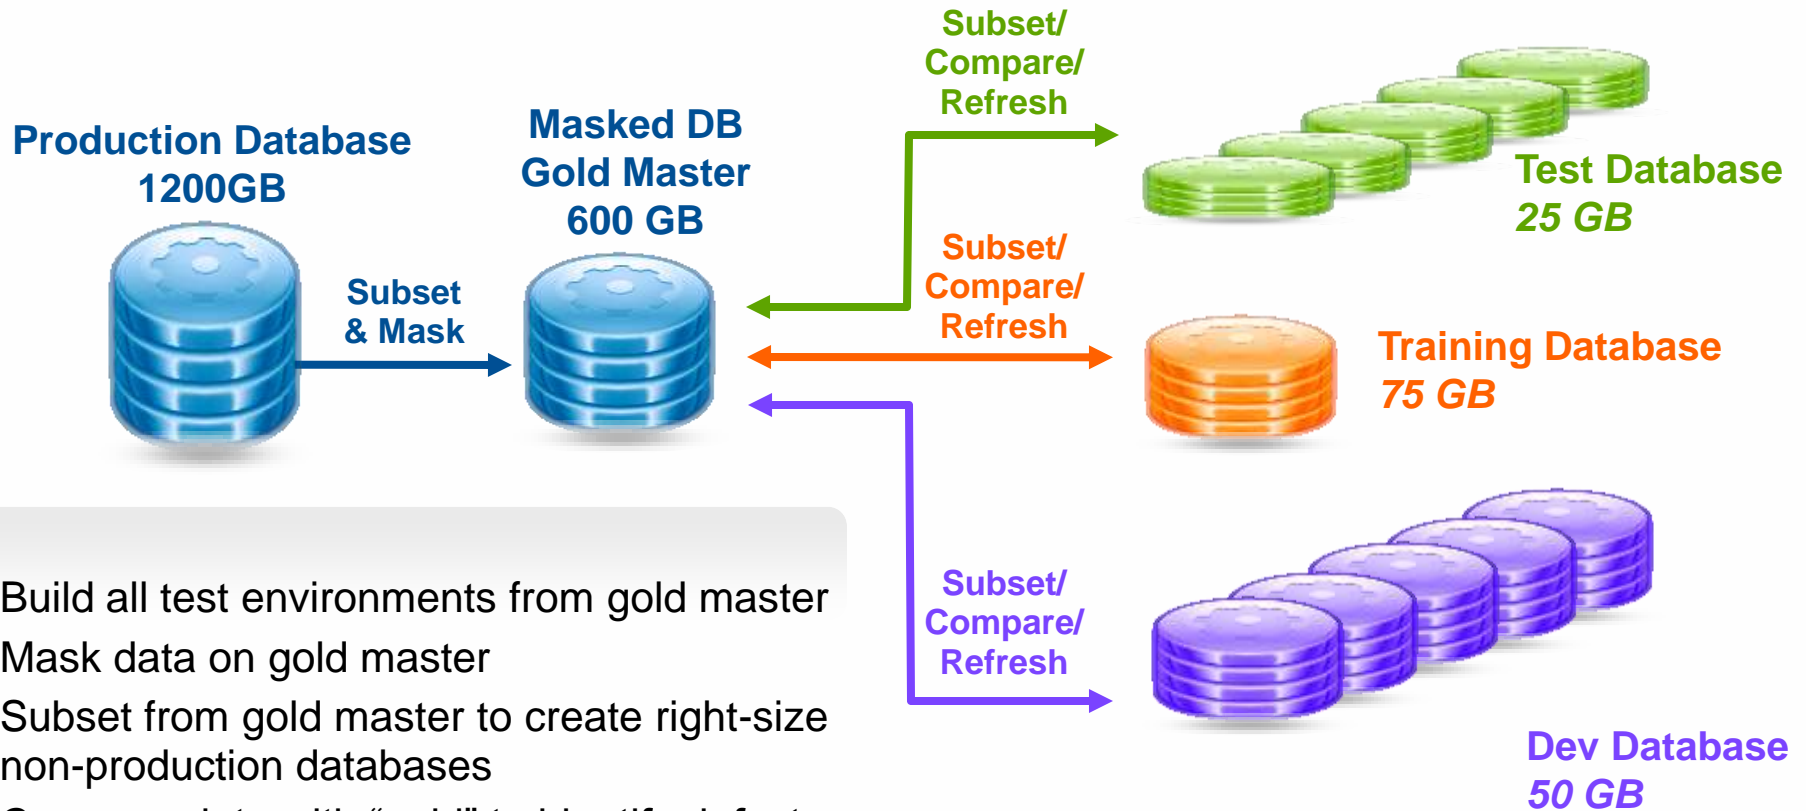 Production Database
1200GB
Subset
& Mask
Masked DB
Gold Master
600 GB
Subset/
Compare/
Refresh
Test Database
25 GB
Subset/
Compare/
Refresh
Training Database
75 GB
Subset/
Compare/
Refresh
Dev Database
50 GB
Build all test environments from gold master
Mask data on gold master
Subset from gold master to create right-size
non-production databases